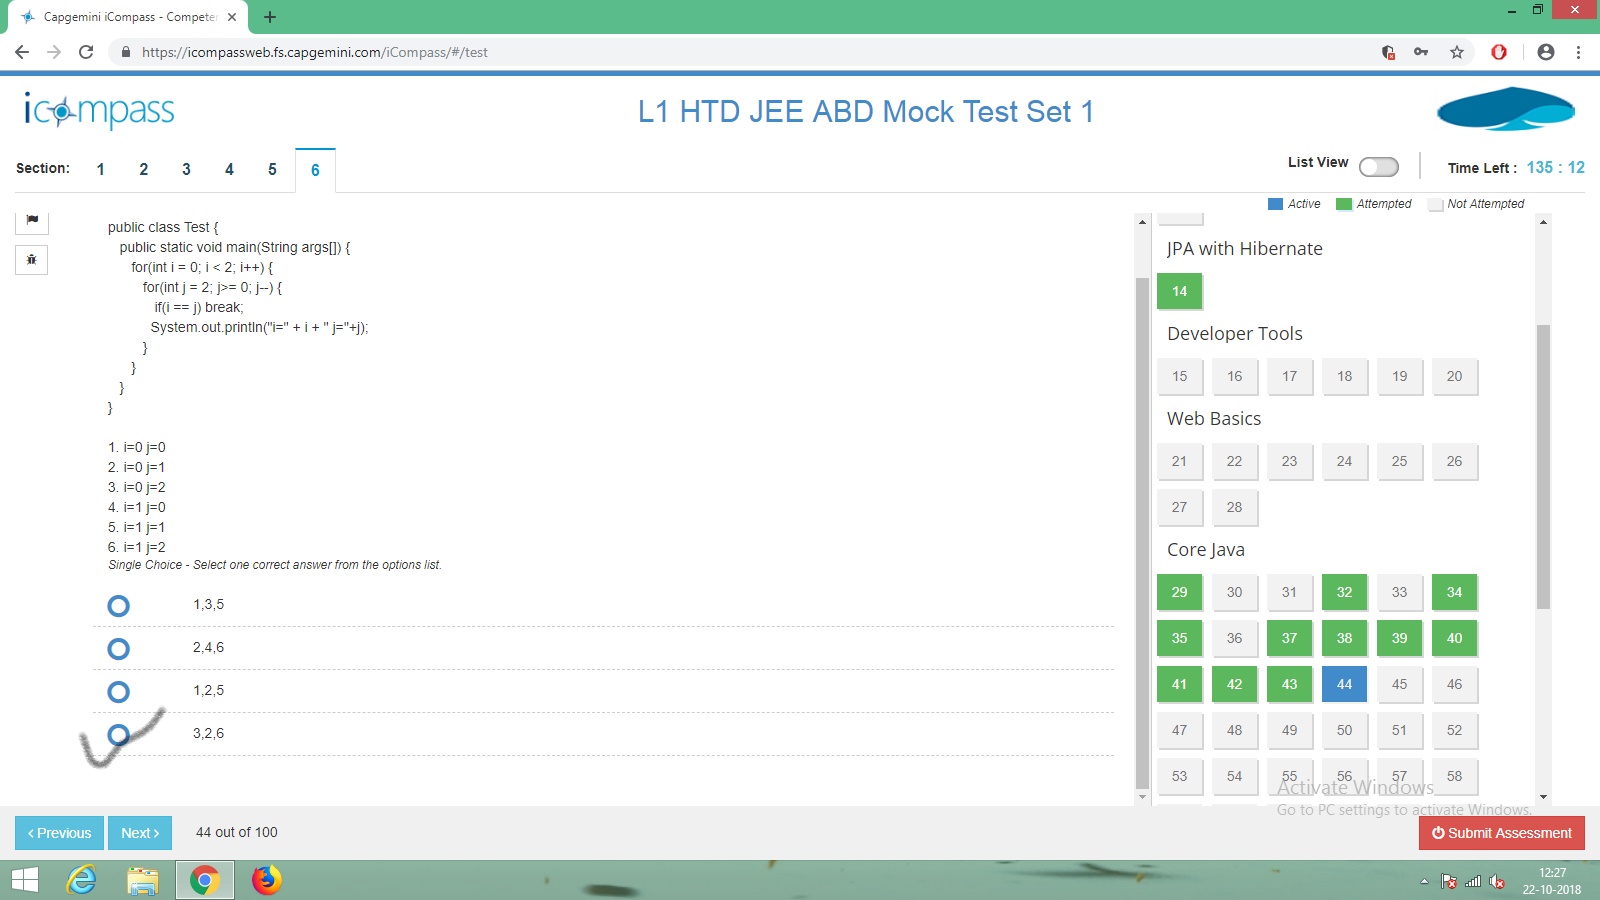 Capgemini iCompass - Competer
https://icompassweb.fs.capgemini.com/iCompass/#/test
icompass
L1 HTD JEE ABD Mock Test Set 1
Section: 1 2 3 4 5 6
List View
Time Left : 135 : 12
Active Attempted Not Attempted
public class Test {
public static void main(String args[]) {
for(int i = 0; i < 2; i++) {
for(int j = 2; j>= 0; j--) {
if(i == j) break;
System.out.println("i=" + i + " j="+j);
}
}
}
}
1. i=0 j=0
2. i=0 j=1
3. i=0 j=2
4. i=1 j=0
5. i=1 j=1
6. i=1 j=2
Single Choice - Select one correct answer from the options list.
1,3,5
2,4,6
1,2,5
3,2,6
JPA with Hibernate
14
Developer Tools
15 16 17 18 19 20
Web Basics
21 22 23 24 25 26
27 28
Core Java
29 30 31 32 33 34
35 36 37 38 39 40
41 42 43 44 45 46
47 48 49 50 51 52
53 54 55 56 57 58
Activate Windows
Go to PC settings to activate Windows.
‹ Previous Next › 44 out of 100
Submit Assessment
12:27
22-10-2018